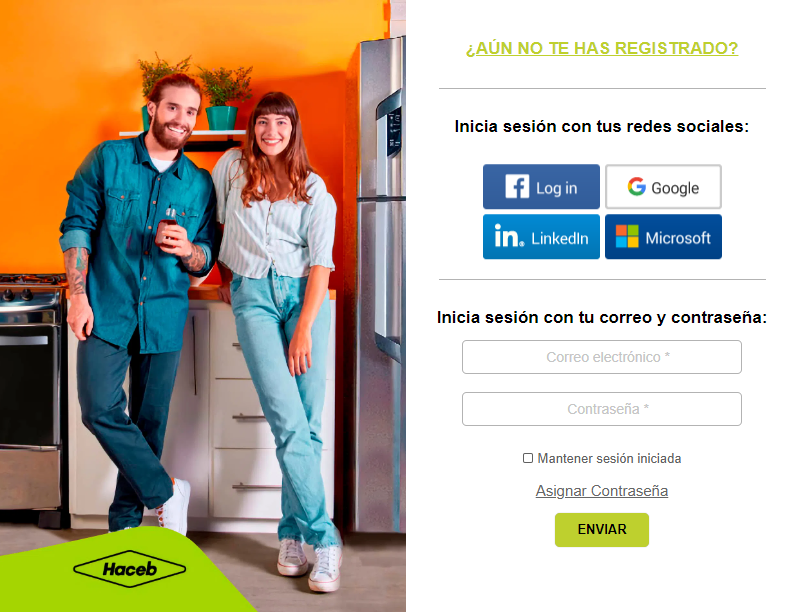 ¿AÚN NO TE HAS REGISTRADO?
Inicia sesión con tus redes sociales:
Log in
Google
LinkedIn
Microsoft
Inicia sesión con tu correo y contraseña:
Correo electrónico *
Contraseña *
Mantener sesión iniciada
Asignar Contraseña
ENVIAR
Haceb